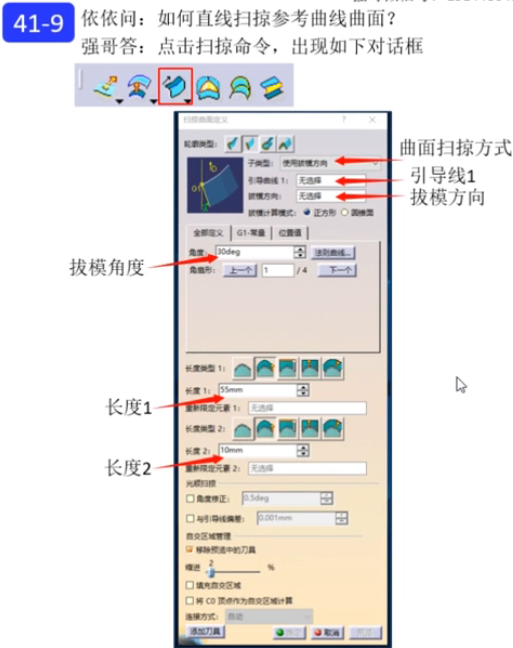 41-9
依依问：如何直线扫掠参考曲线曲面？
强哥答：点击扫掠命令，出现如下对话框
扫掠曲面定义 ? ×
轮廓类型：
子类型： 使用拔模方向
曲面扫掠方式
引导曲线 1： 无选择
引导线1
拔模方向： 无选择
拔模方向
拔模计算模式： 正方形 圆锥面
全部定义 G1-常量 位置值
角度： 30deg 法则曲线...
拔模角度
角扇形： 上一个 1 / 4 下一个
长度类型 1：
长度 1： 55mm
长度1
重新限定元素 1： 无选择
长度类型 2：
长度 2： 10mm
长度2
重新限定元素 2： 无选择
光顺扫掠
角度修正： 0.5deg
与引导线偏差： 0.001mm
自交区域管理
移除预览中的刀具
缩进 2 %
填充自交区域
将 C0 顶点作为自交区域计算
连接方式： 自动
添加刀具
取消